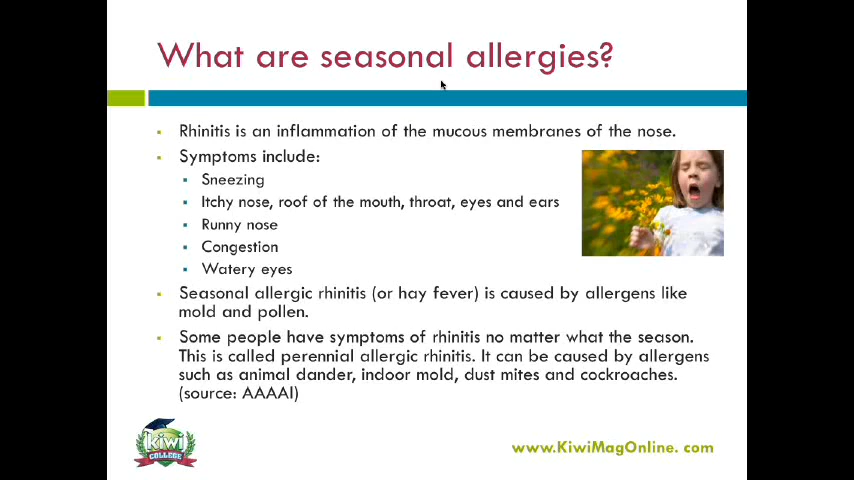 What are seasonal allergies?
Rhinitis is an inflammation of the mucous membranes of the nose.
Symptoms include:
Sneezing
Itchy nose, roof of the mouth, throat, eyes and ears
Runny nose
Congestion
Watery eyes
Seasonal allergic rhinitis (or hay fever) is caused by allergens like
mold and pollen.
Some people have symptoms of rhinitis no matter what the season.
This is called perennial allergic rhinitis. It can be caused by allergens
such as animal dander, indoor mold, dust mites and cockroaches.
(source: AAAAI)
kiwi
COLLEGE
www.KiwiMagOnline. com